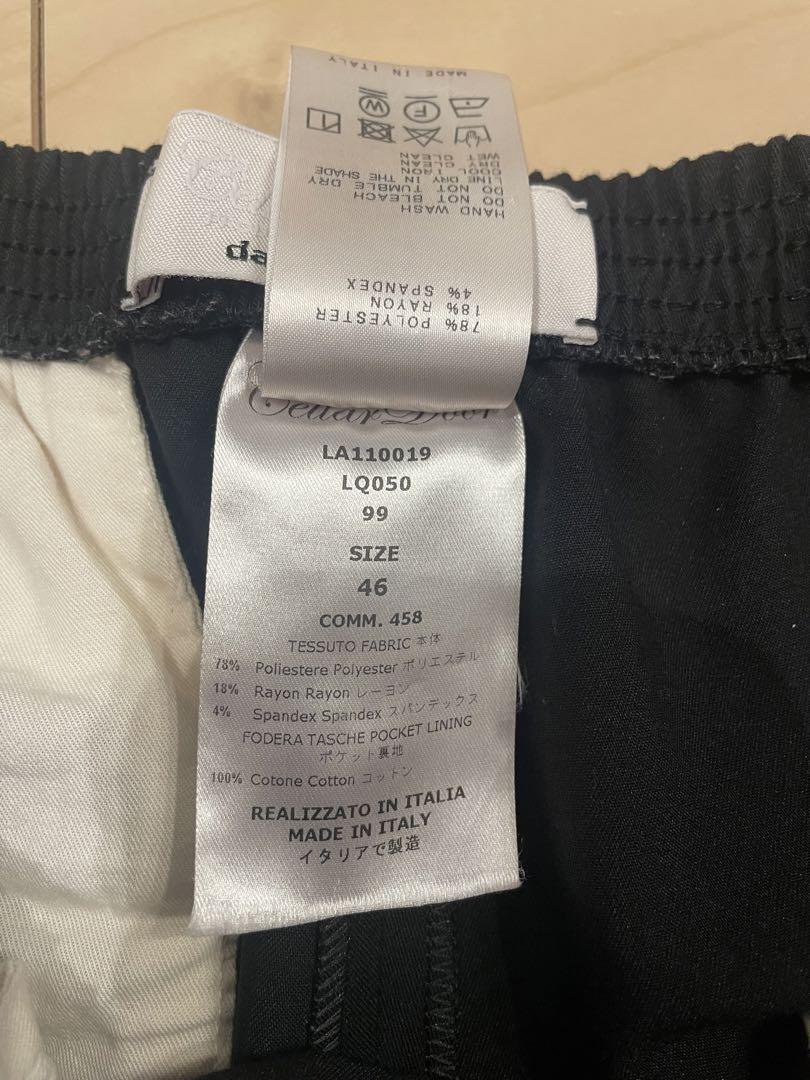 MADE IN ITALY
WET CLEAN
DRY CLEAN
COOL IRON
LINE DRY IN THE SHADE
DO NOT TUMBLE DRY
DO NOT BLEACH
HAND WASH
4% SPANDEX
18% RAYON
78% POLYESTER
da
Cellar Door
LA110019
LQ050
99
SIZE
46
COMM. 458
TESSUTO FABRIC 本体
78% Poliestere Polyester ポリエステル
18% Rayon Rayon レーヨン
4% Spandex Spandex スパンデックス
FODERA TASCHE POCKET LINING
ポケット裏地
100% Cotone Cotton コットン
REALIZZATO IN ITALIA
MADE IN ITALY
イタリアで製造